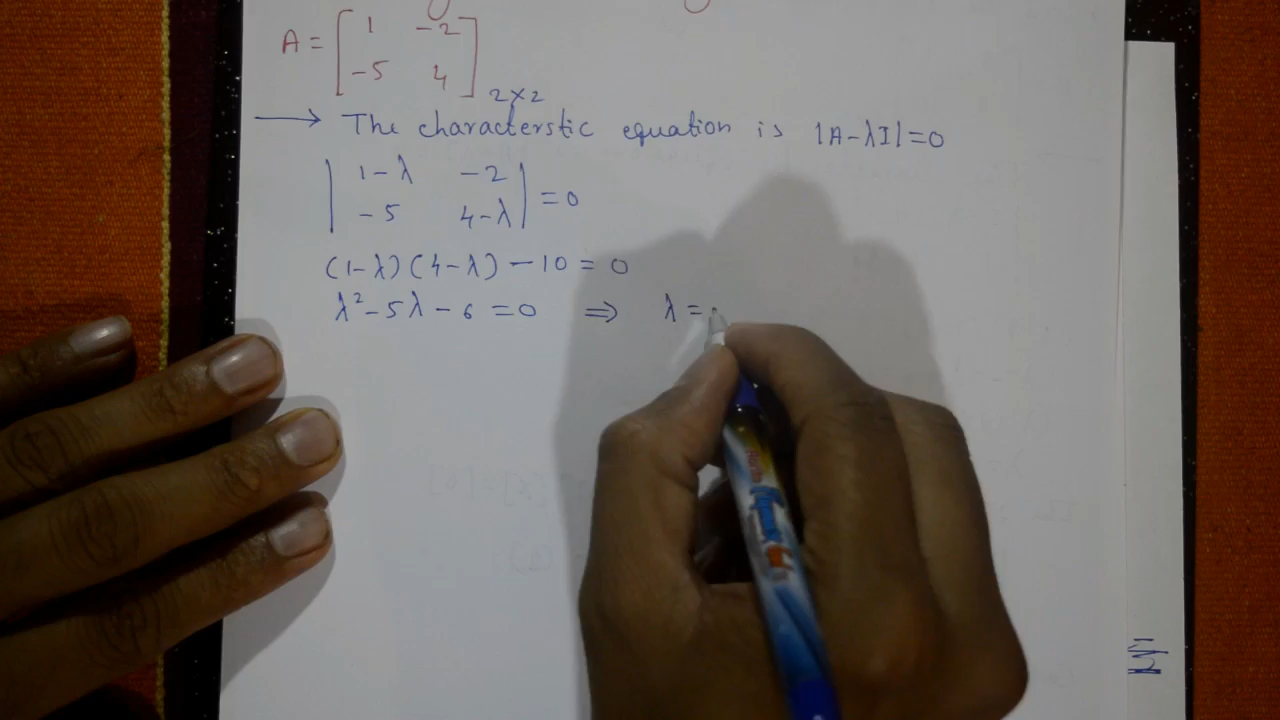 A = [ 1 -2
-5 4 ] 2×2
→ The characterstic equation is |A-λI|=0
| 1-λ -2
-5 4-λ | = 0
(1-λ)(4-λ) - 10 = 0
λ² - 5λ - 6 = 0 ⇒ λ =